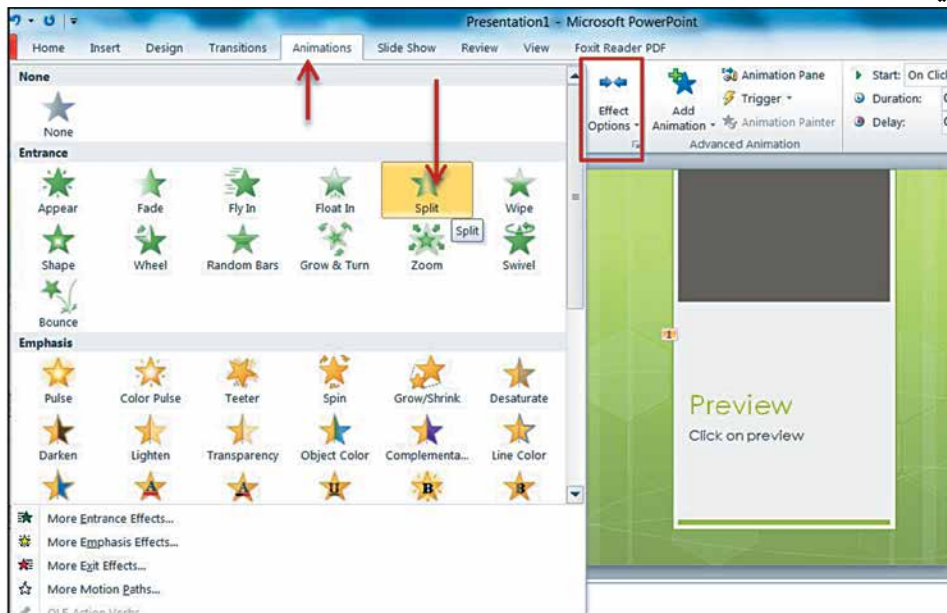 Presentation1 - Microsoft PowerPoint
Home Insert Design Transitions Animations Slide Show Review View Foxit Reader PDF
None
None
Entrance
Appear Fade Fly In Float In Split Wipe
Split
Shape Wheel Random Bars Grow & Turn Zoom Swivel
Bounce
Emphasis
Pulse Color Pulse Teeter Spin Grow/Shrink Desaturate
Darken Lighten Transparency Object Color Complementa... Line Color
A A U B B
More Entrance Effects...
More Emphasis Effects...
More Exit Effects...
More Motion Paths...
OLE Action Verbs
Effect Options
Add Animation
Animation Pane
Trigger
Animation Painter
Advanced Animation
Start: On Clic
Duration:
Delay:
1
Preview
Click on preview